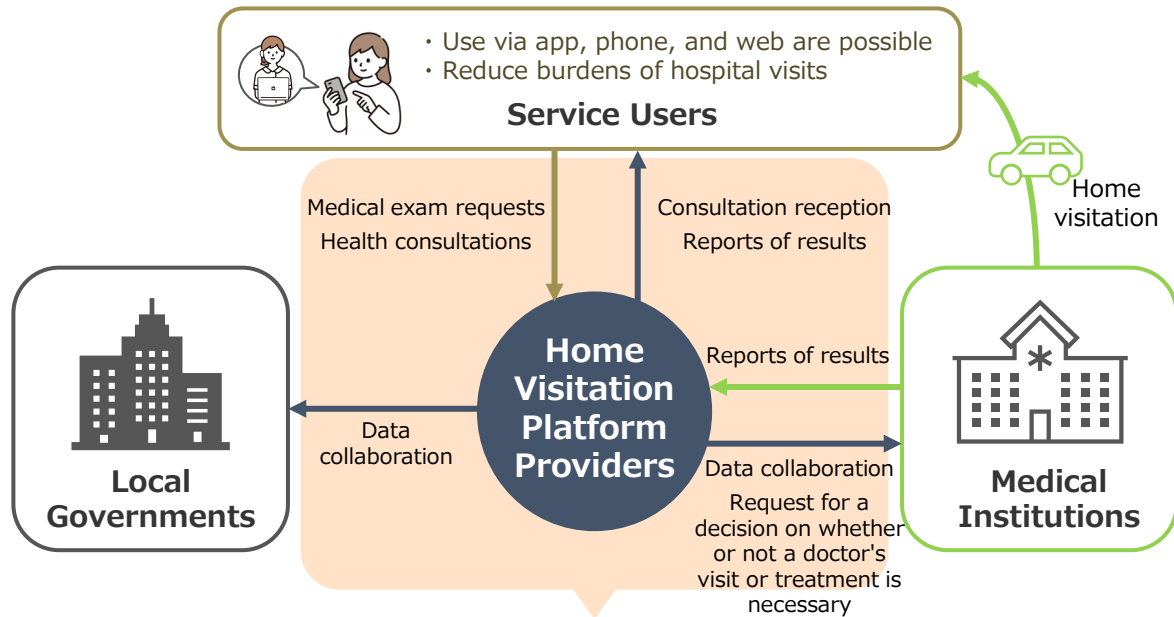 ・Use via app, phone, and web are possible
・Reduce burdens of hospital visits
Service Users
Medical exam requests
Health consultations
Consultation reception
Reports of results
Home
visitation
Local
Governments
Data
collaboration
Home
Visitation
Platform
Providers
Reports of results
Data collaboration
Request for a
decision on whether
or not a doctor's
visit or treatment is
necessary
Medical
Institutions